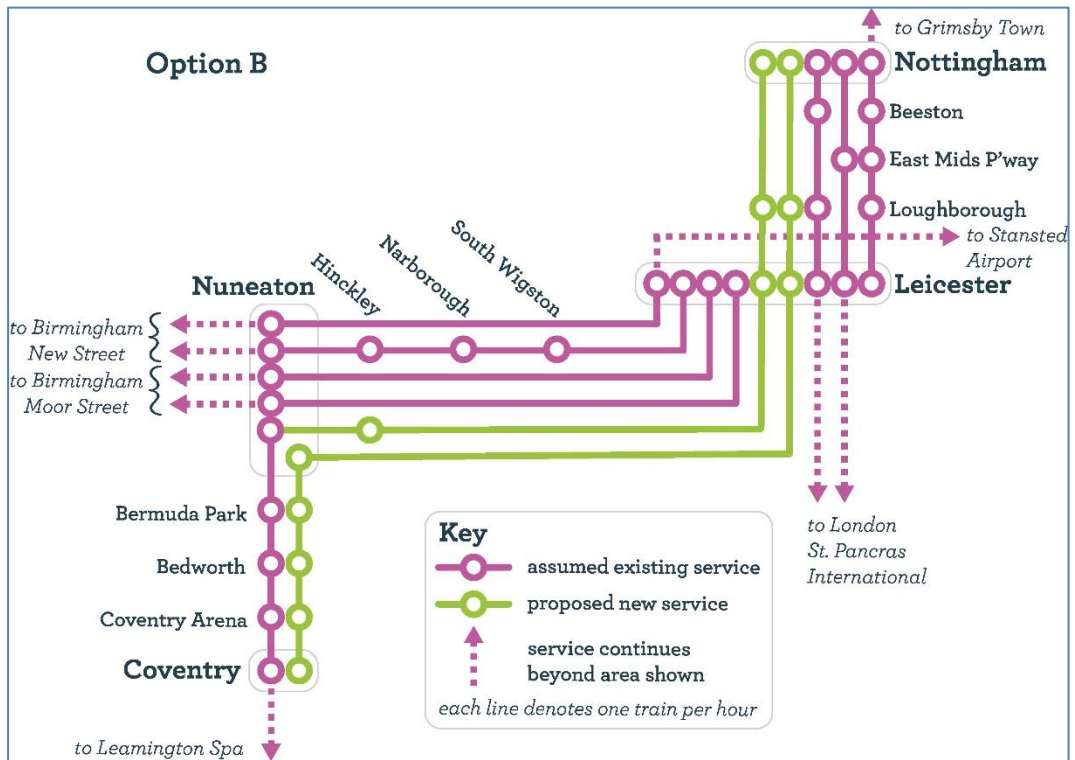 Option B
to Grimsby Town
Nottingham
Beeston
East Mids P'way
Loughborough
to Stansted
Airport
Leicester
South Wigston
Narborough
Hinckley
Nuneaton
to Birmingham
New Street
to Birmingham
Moor Street
Bermuda Park
Bedworth
Coventry Arena
Coventry
to Leamington Spa
to London
St. Pancras
International
Key
assumed existing service
proposed new service
service continues
beyond area shown
each line denotes one train per hour